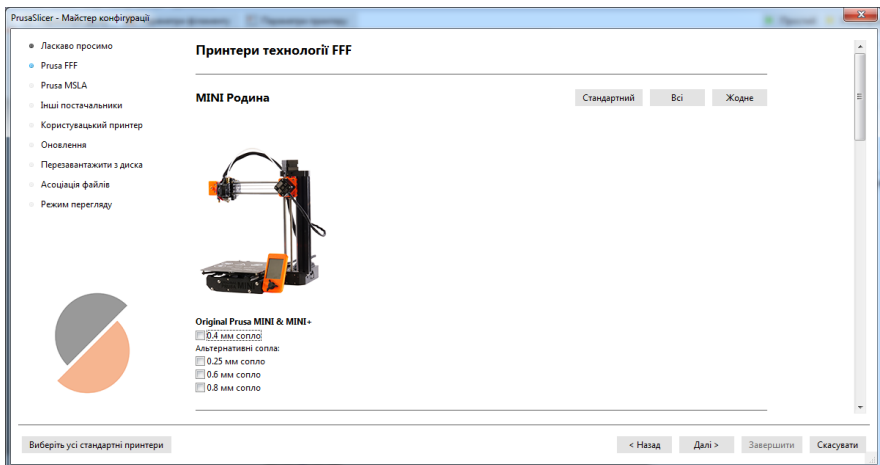 PrusaSlicer - Майстер конфігурації
Ласкаво просимо
Prusa FFF
Prusa MSLA
Інші постачальники
Користувацький принтер
Оновлення
Перезавантажити з диска
Асоціація файлів
Режим перегляду
Принтери технології FFF
MINI Родина
Стандартний Всі Жодне
Original Prusa MINI & MINI+
0.4 мм сопло
Альтернативні сопла:
0.25 мм сопло
0.6 мм сопло
0.8 мм сопло
Виберіть усі стандартні принтери
< Назад Далі > Завершити Скасувати